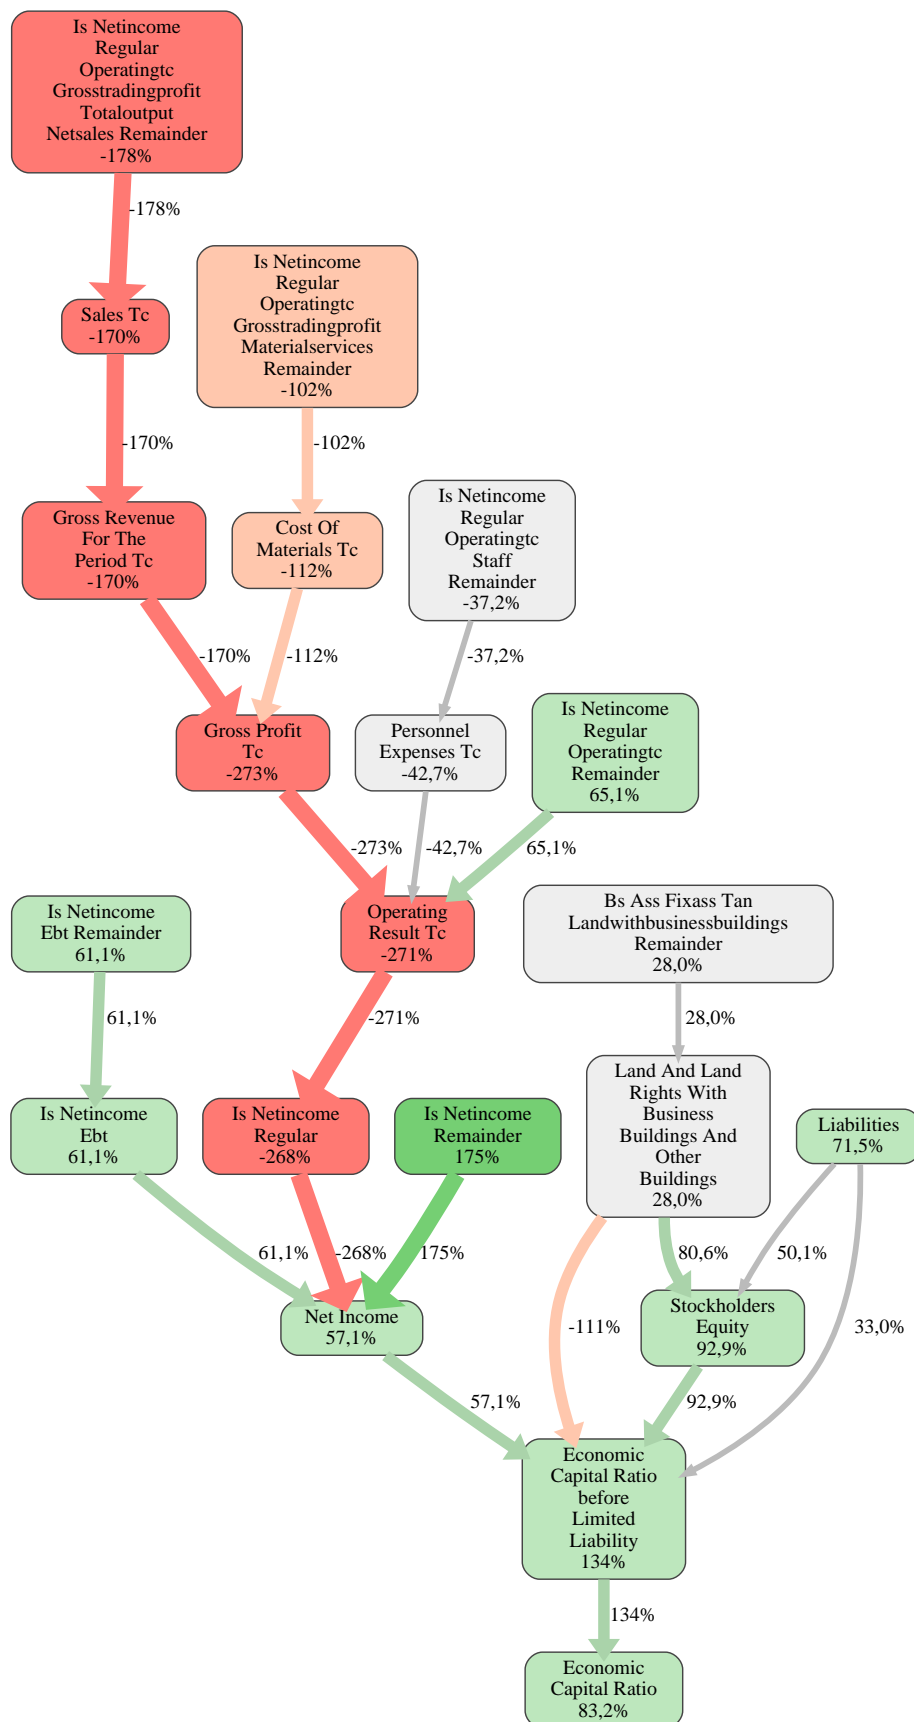 Is Netincome
Regular
Operatingtc
Grosstradingprofit
Totaloutput
Netsales Remainder
-178%
-178%
Sales Tc
-170%
Is Netincome
Regular
Operatingtc
Grosstradingprofit
Materialservices
Remainder
-102%
-170%
-102%
Gross Revenue
For The
Period Tc
-170%
Cost Of
Materials Tc
-112%
Is Netincome
Regular
Operatingtc
Staff
Remainder
-37,2%
-170%
-112%
-37,2%
Gross Profit
Tc
-273%
Personnel
Expenses Tc
-42,7%
Is Netincome
Regular
Operatingtc
Remainder
65,1%
-273%
-42,7%
65,1%
Is Netincome
Ebt Remainder
61,1%
Operating
Result Tc
-271%
Bs Ass Fixass Tan
Landwithbusinessbuildings
Remainder
28,0%
61,1%
-271%
28,0%
Is Netincome
Ebt
61,1%
Is Netincome
Regular
-268%
Is Netincome
Remainder
175%
Land And Land
Rights With
Business
Buildings And
Other
Buildings
28,0%
Liabilities
71,5%
61,1%
-268%
175%
80,6%
50,1%
Net Income
57,1%
-111%
Stockholders
Equity
92,9%
33,0%
57,1%
92,9%
Economic
Capital Ratio
before
Limited
Liability
134%
134%
Economic
Capital Ratio
83,2%